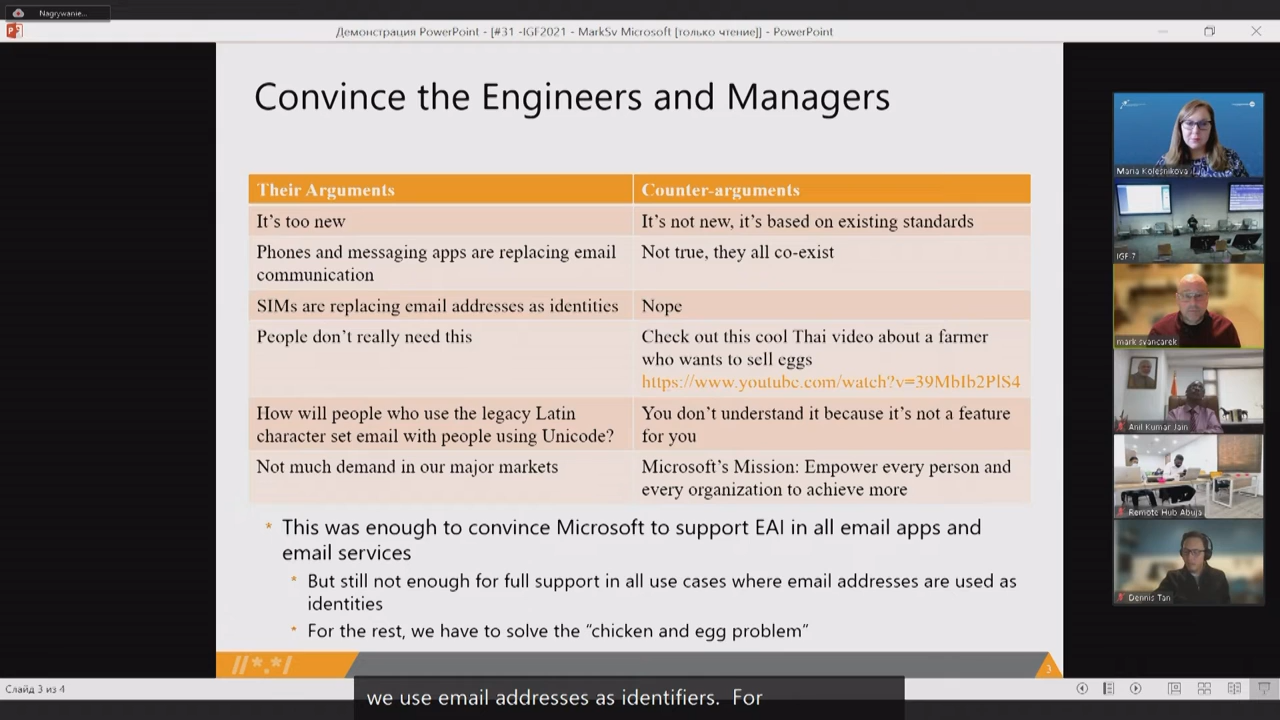 Nagrywanie...
Демонстрация PowerPoint - [#31 -IGF2021 - MarkSv Microsoft [только чтение]] - PowerPoint
Convince the Engineers and Managers
Their Arguments
Counter-arguments
It's too new
It's not new, it's based on existing standards
Phones and messaging apps are replacing email
communication
Not true, they all co-exist
SIMs are replacing email addresses as identities
Nope
People don't really need this
Check out this cool Thai video about a farmer
who wants to sell eggs
https://www.youtube.com/watch?v=39MbIb2PlS4
How will people who use the legacy Latin
character set email with people using Unicode?
You don't understand it because it's not a feature
for you
Not much demand in our major markets
Microsoft's Mission: Empower every person and
every organization to achieve more
* This was enough to convince Microsoft to support EAI in all email apps and
email services
* But still not enough for full support in all use cases where email addresses are used as
identities
* For the rest, we have to solve the “chicken and egg problem”
//*.*/
3
Слайд 3 из 4
we use email addresses as identifiers.  For
IGF 7
mark svancarek
Anil Kumar Jain
Remote Hub Abuja
Dennis Tan